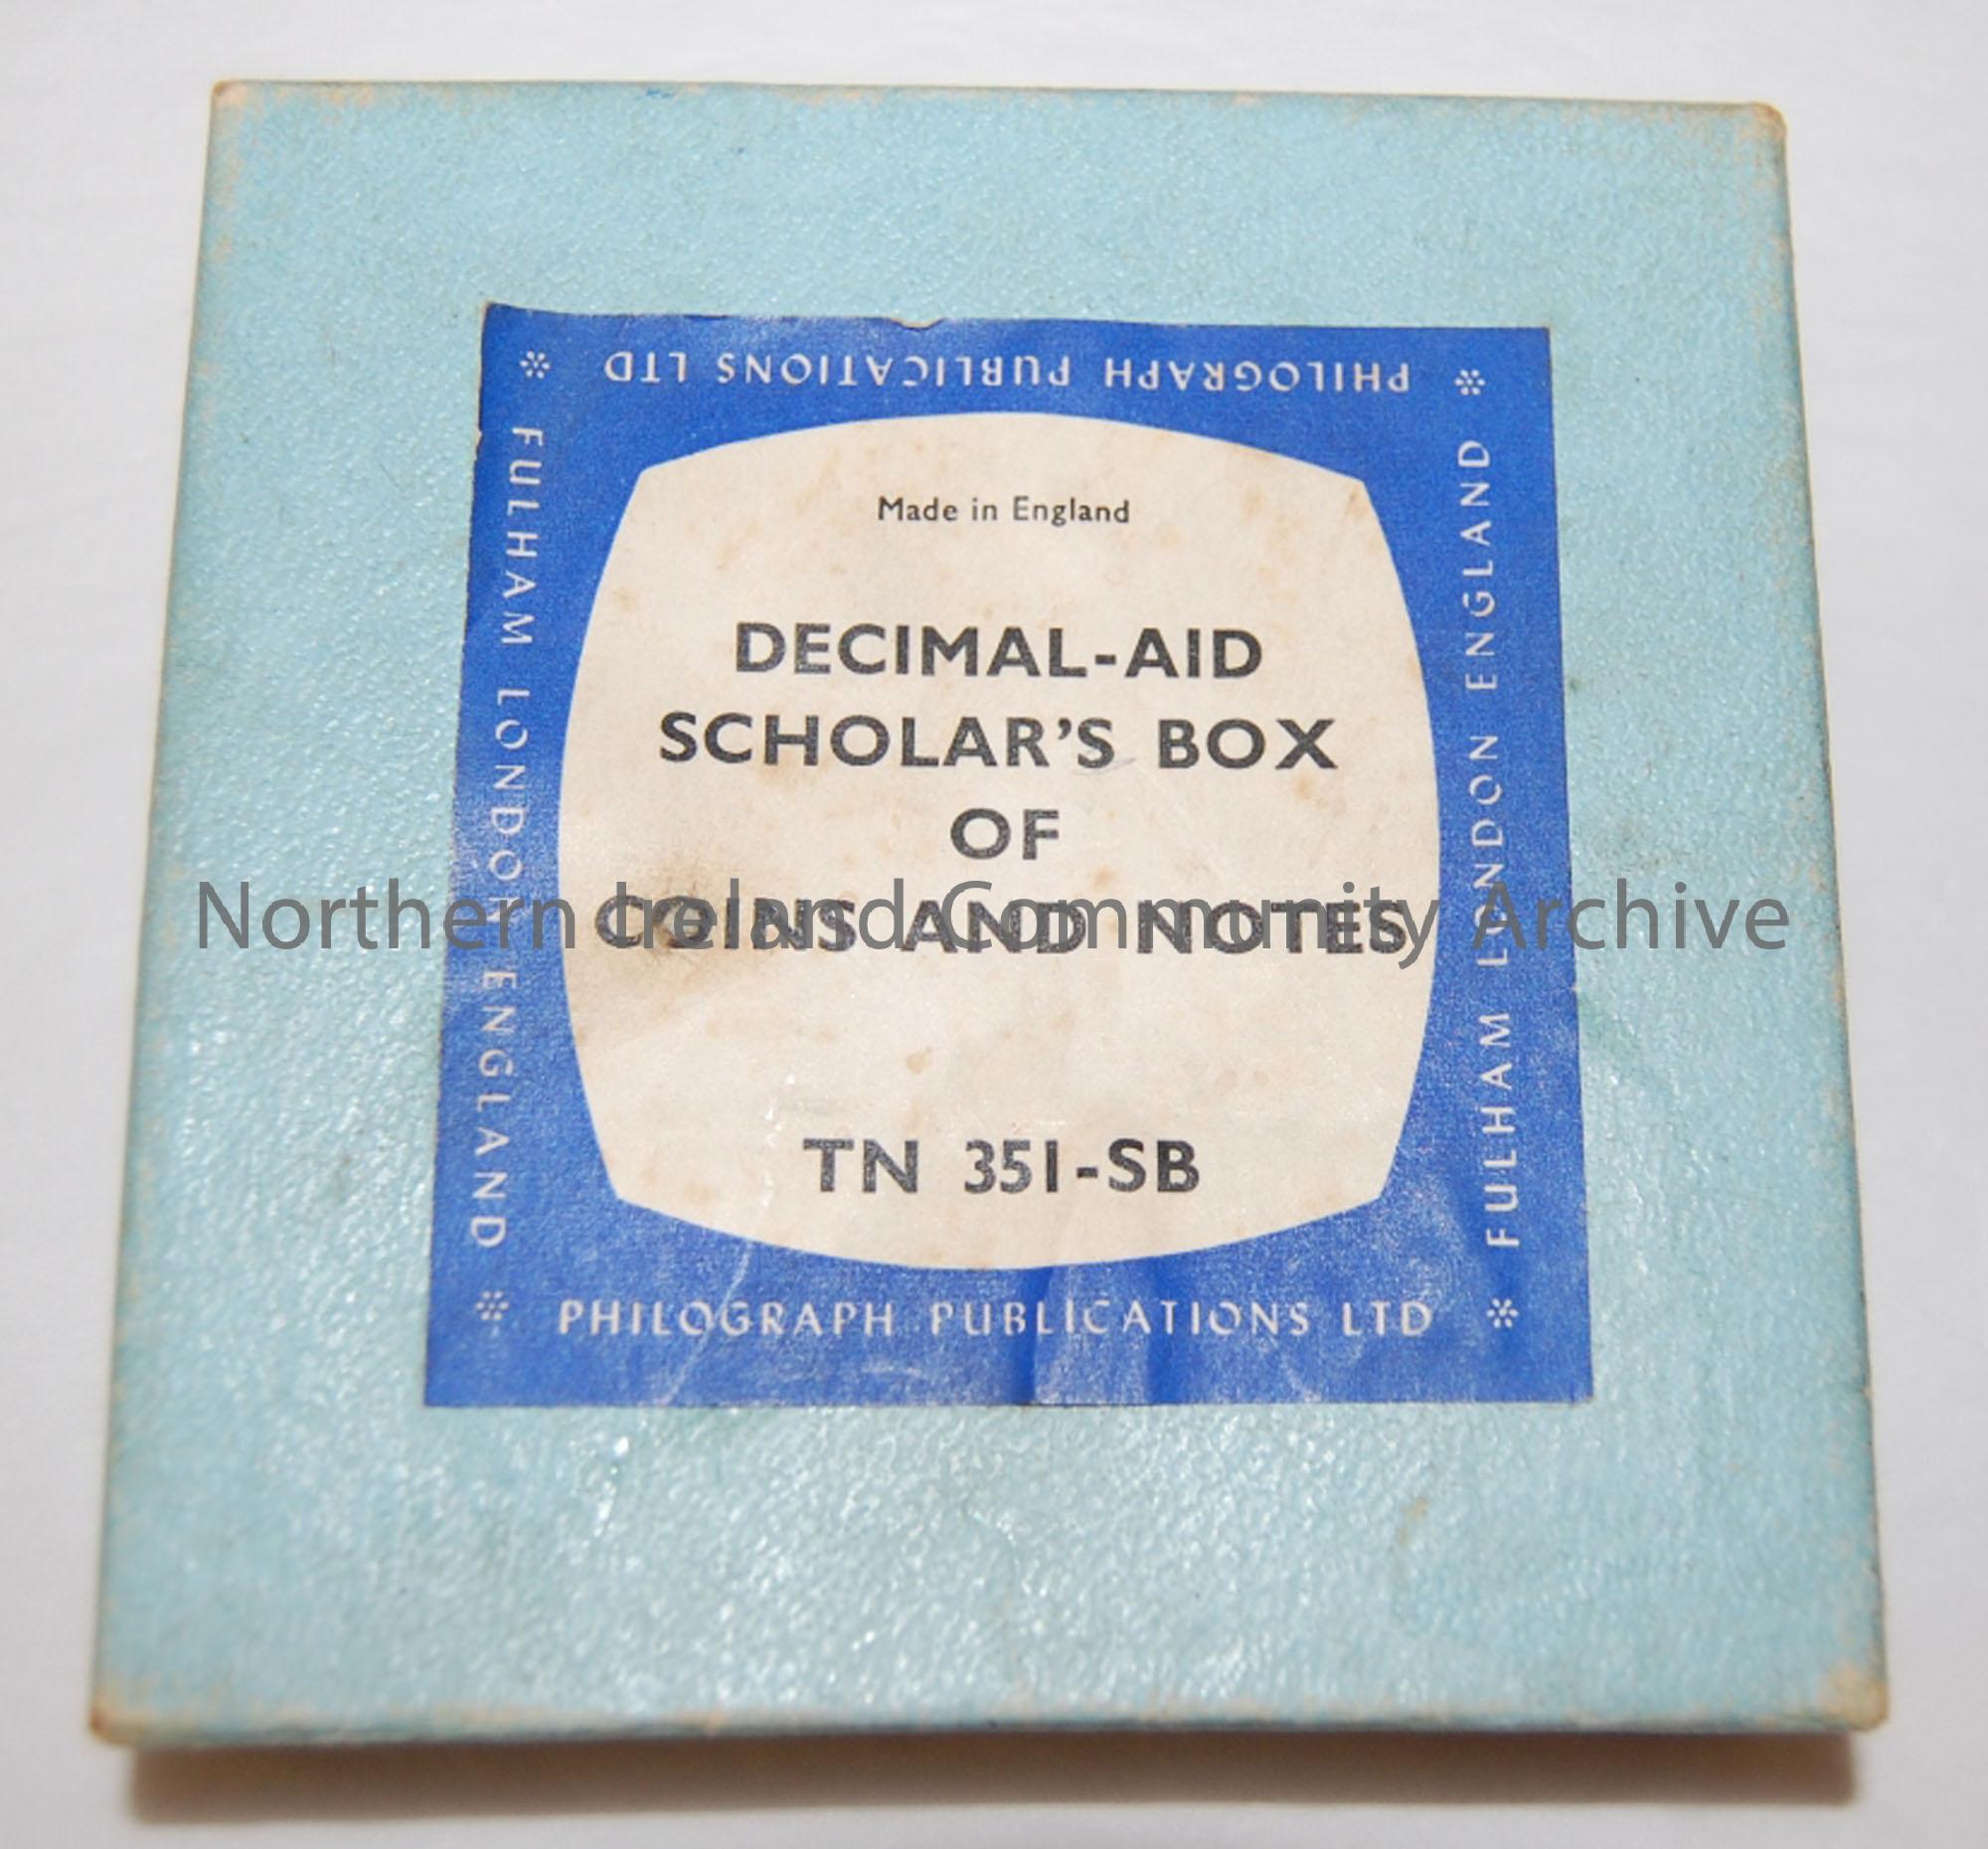 PHILOGRAPH PUBLICATIONS LTD
FULHAM LONDON ENGLAND
Made in England
DECIMAL-AID
SCHOLAR'S BOX
OF
COINS AND NOTES
Northern Ireland Community Archive
TN 351-SB
FULHAM LONDON ENGLAND
PHILOGRAPH PUBLICATIONS LTD